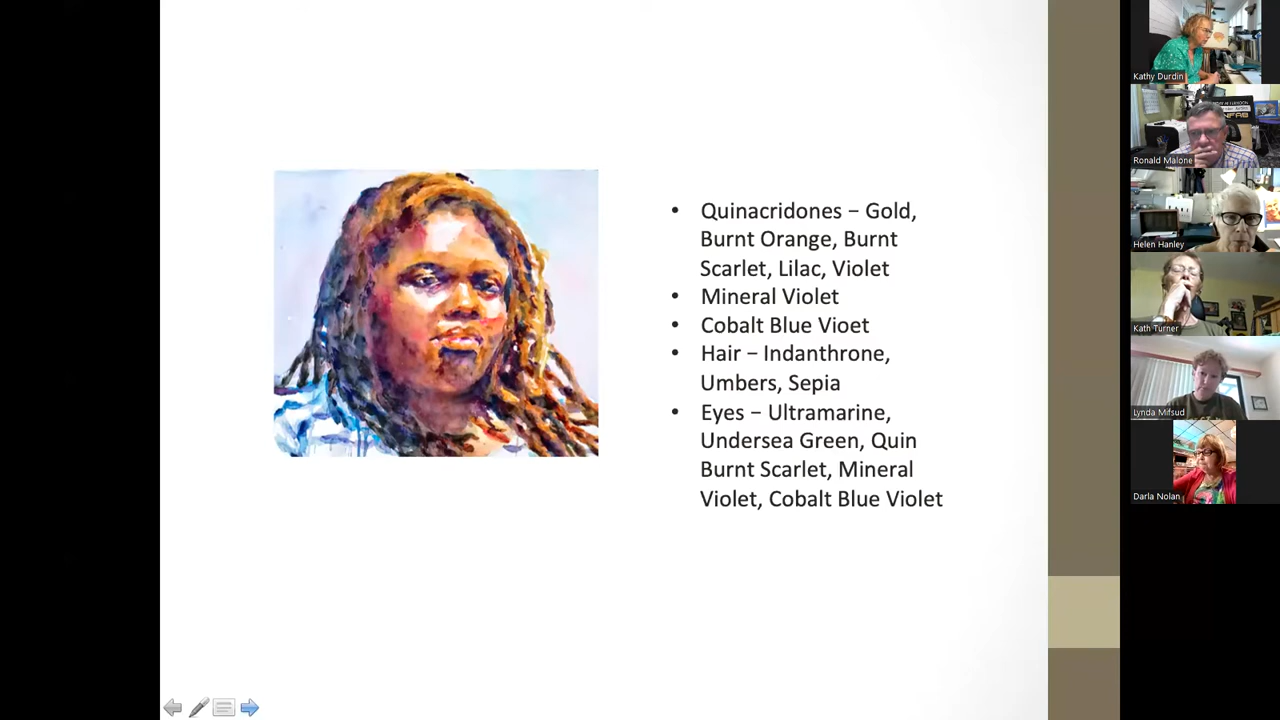 • Quinacridones – Gold,
Burnt Orange, Burnt
Scarlet, Lilac, Violet
• Mineral Violet
• Cobalt Blue Vioet
• Hair – Indanthrone,
Umbers, Sepia
• Eyes – Ultramarine,
Undersea Green, Quin
Burnt Scarlet, Mineral
Violet, Cobalt Blue Violet
Kathy Durdin
Ronald Malone
Helen Hanley
Kath Turner
Lynda Mifsud
Darla Nolan